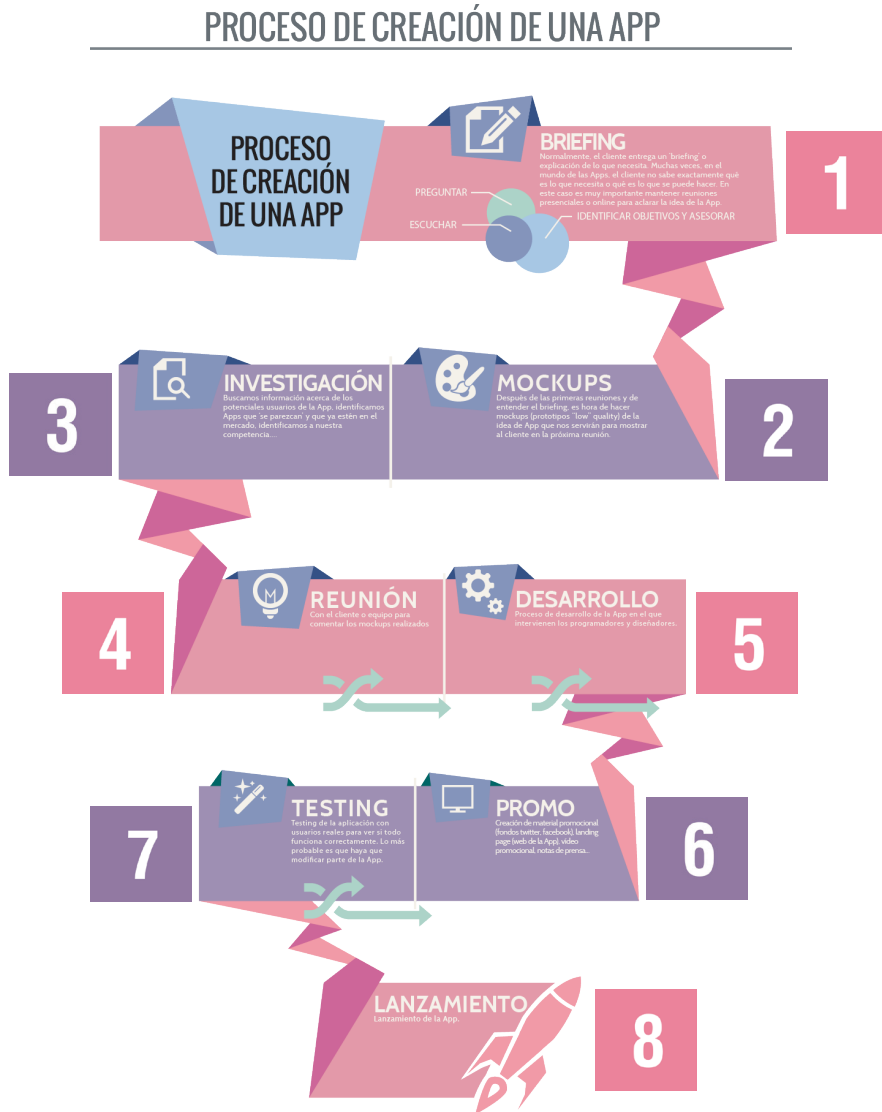 PROCESO DE CREACIÓN DE UNA APP
PROCESO
DE CREACIÓN
DE UNA APP
BRIEFING
Normalmente, el cliente entrega un 'briefing' o
explicación de lo que necesita. Muchas veces, en el
mundo de las Apps, el cliente no sabe exactamente qué
es lo que necesita o qué es lo que se puede hacer. En
este caso es muy importante mantener reuniones
presenciales o online para aclarar la idea de la App.
PREGUNTAR
ESCUCHAR
IDENTIFICAR OBJETIVOS Y ASESORAR
1
MOCKUPS
Después de las primeras reuniones y de
entender el briefing, es hora de hacer
mockups (prototipos "low" quality) de la
idea de App que nos servirán para mostrar
al cliente en la próxima reunión.
2
3
INVESTIGACIÓN
Buscamos información acerca de los
potenciales usuarios de la App, identificamos
Apps que 'se parezcan' y que ya estén en el
mercado, identificamos a nuestra
competencia...
4
M
REUNIÓN
Con el cliente o equipo para
comentar los mockups realizados
DESARROLLO
Proceso de desarrollo de la App en el que
intervienen los programadores y diseñadores.
5
PROMO
Creación de material promocional
(fondos twitter, facebook), landing
page (web de la App), vídeo
promocional, notas de prensa...
6
7
TESTING
Testing de la aplicación con
usuarios reales para ver si todo
funciona correctamente. Lo más
probable es que haya que
modificar parte de la App.
LANZAMIENTO
Lanzamiento de la App.
8